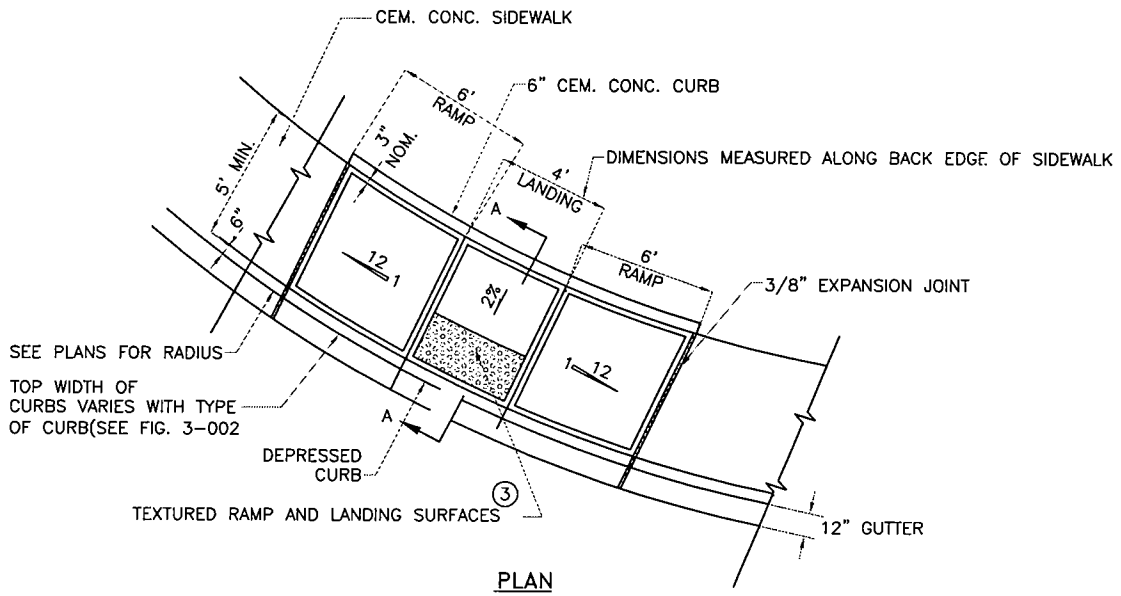 CEM. CONC. SIDEWALK
6'
RAMP
6" CEM. CONC. CURB
3"
NOM.
DIMENSIONS MEASURED ALONG BACK EDGE OF SIDEWALK
4'
LANDING
5' MIN.
6"
A
12
1
2%
6'
RAMP
3/8" EXPANSION JOINT
1
12
SEE PLANS FOR RADIUS
TOP WIDTH OF
CURBS VARIES WITH TYPE
OF CURB(SEE FIG. 3-002
A
DEPRESSED
CURB
3
TEXTURED RAMP AND LANDING SURFACES
12" GUTTER
PLAN